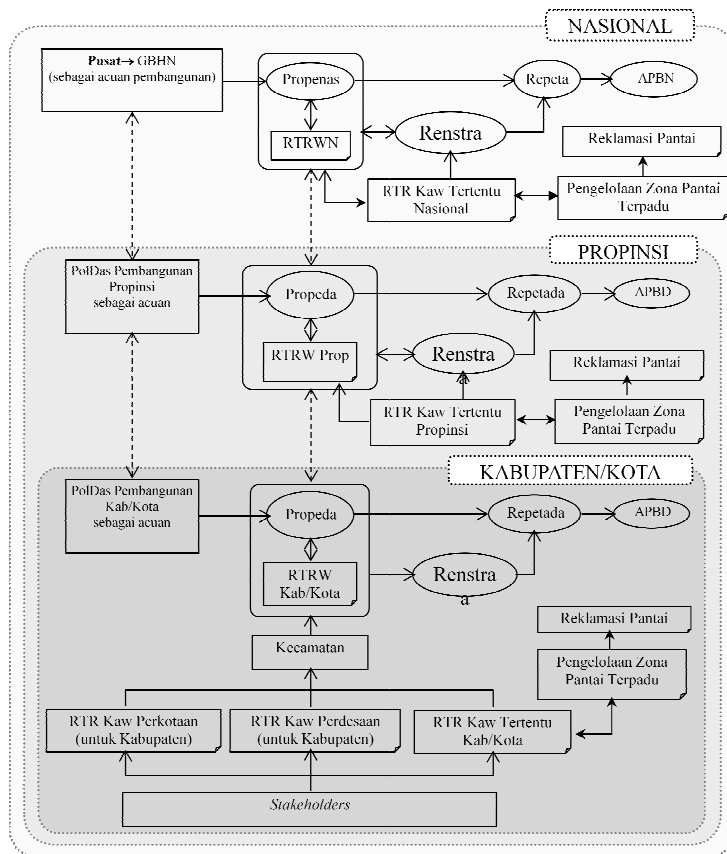 NASIONAL
Pusat→ GBHN
(sebagai acuan pembangunan)
Propenas
Repeta
APBN
RTRWN
Renstra
Reklamasi Pantai
RTR Kaw Tertentu
Nasional
Pengelolaan Zona Pantai
Terpadu
PROPINSI
PolDas Pembangunan
Propinsi
sebagai acuan
Propeda
Repetada
APBD
RTRW Prop
Renstra
a
Reklamasi Pantai
RTR Kaw Tertentu
Propinsi
Pengelolaan Zona
Pantai Terpadu
KABUPATEN/KOTA
PolDas Pembangunan
Kab/Kota
sebagai acuan
Propeda
Repetada
APBD
RTRW
Kab/Kota
Renstra
a
Reklamasi Pantai
Kecamatan
Pengelolaan Zona
Pantai Terpadu
RTR Kaw Perkotaan
(untuk Kabupaten)
RTR Kaw Perdesaan
(untuk Kabupaten)
RTR Kaw Tertentu
Kab/Kota
Stakeholders